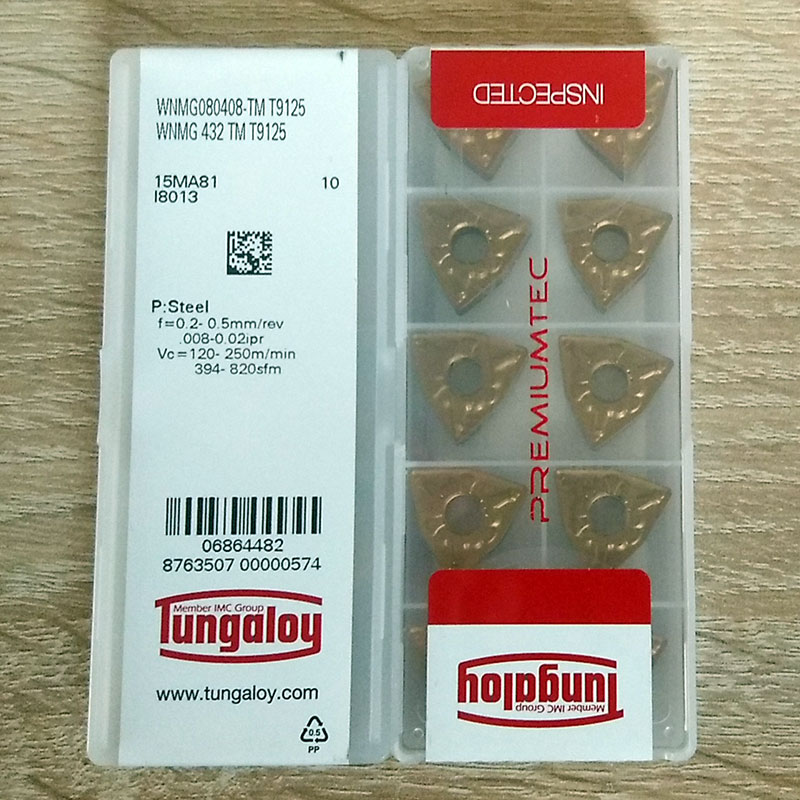 WNMG080408-TM T9125
WNMG 432 TM T9125
15MA81 10
I8013
P:Steel
f=0.2- 0.5mm/rev
.008-0.02ipr
Vc=120- 250m/min
394- 820sfm
06864482
8763507 00000574
Member IMC Group
Tungaloy
www.tungaloy.com
0.5
PP
INSPECTED
PREMIUMTEC
Tungaloy
Member IMC Group